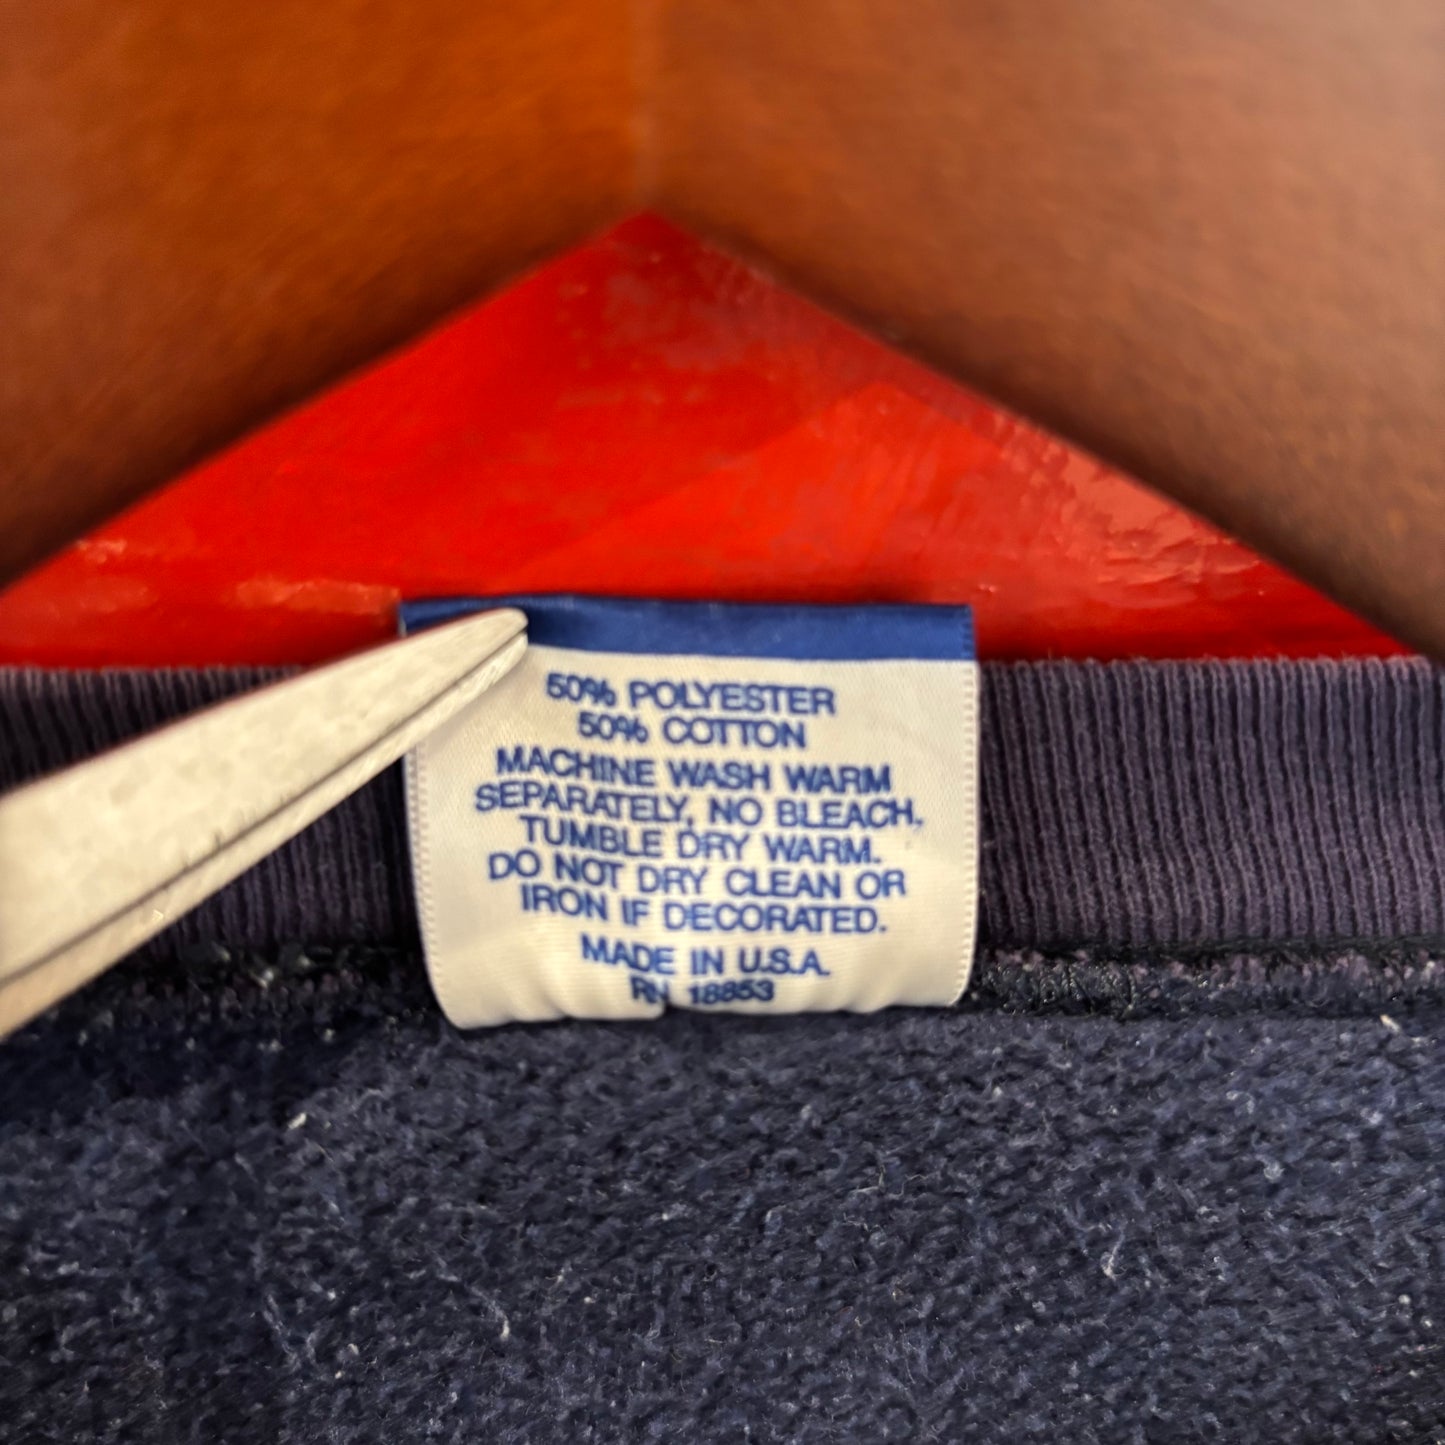 50% POLYESTER
50% COTTON
MACHINE WASH WARM
SEPARATELY, NO BLEACH,
TUMBLE DRY WARM.
DO NOT DRY CLEAN OR
IRON IF DECORATED.
MADE IN U.S.A.
RN 18853